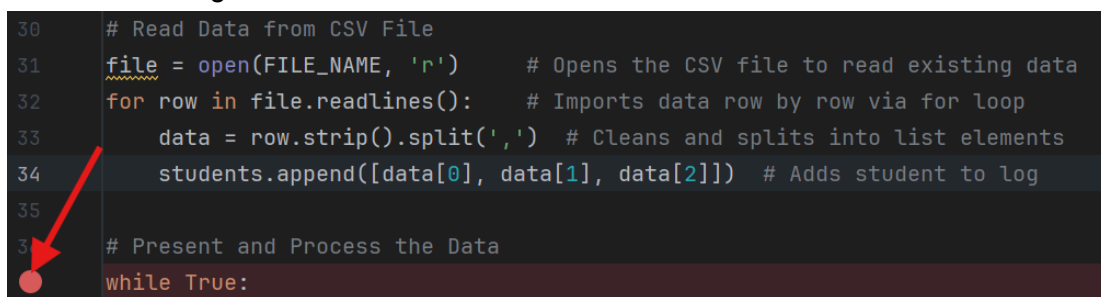 30 # Read Data from CSV File
31 file = open(FILE_NAME, 'r')     # Opens the CSV file to read existing data
32 for row in file.readlines():   # Imports data row by row via for loop
33     data = row.strip().split(',')  # Cleans and splits into list elements
34     students.append([data[0], data[1], data[2]])  # Adds student to log
35
# Present and Process the Data
while True: